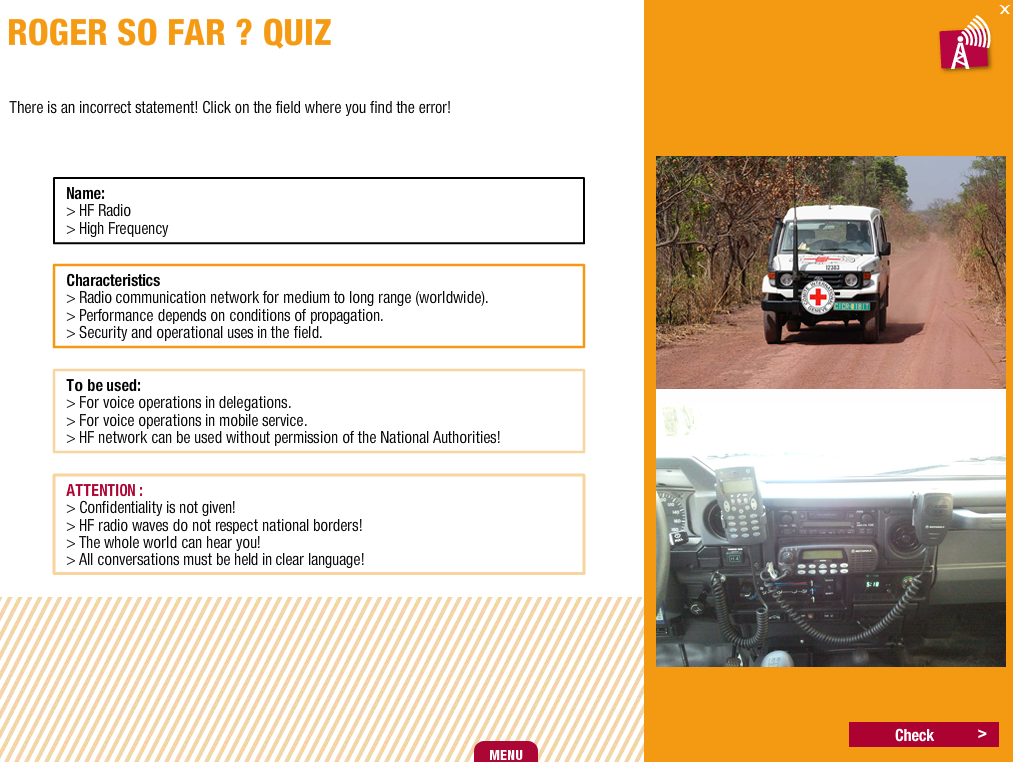 ROGER SO FAR ? QUIZ
X
There is an incorrect statement! Click on the field where you find the error!
Name:
> HF Radio
> High Frequency
Characteristics
> Radio communication network for medium to long range (worldwide).
> Performance depends on conditions of propagation.
> Security and operational uses in the field.
To be used:
> For voice operations in delegations.
> For voice operations in mobile service.
> HF network can be used without permission of the National Authorities!
ATTENTION :
> Confidentiality is not given!
> HF radio waves do not respect national borders!
> The whole world can hear you!
> All conversations must be held in clear language!
12303
GENEVE
MENU
Check >